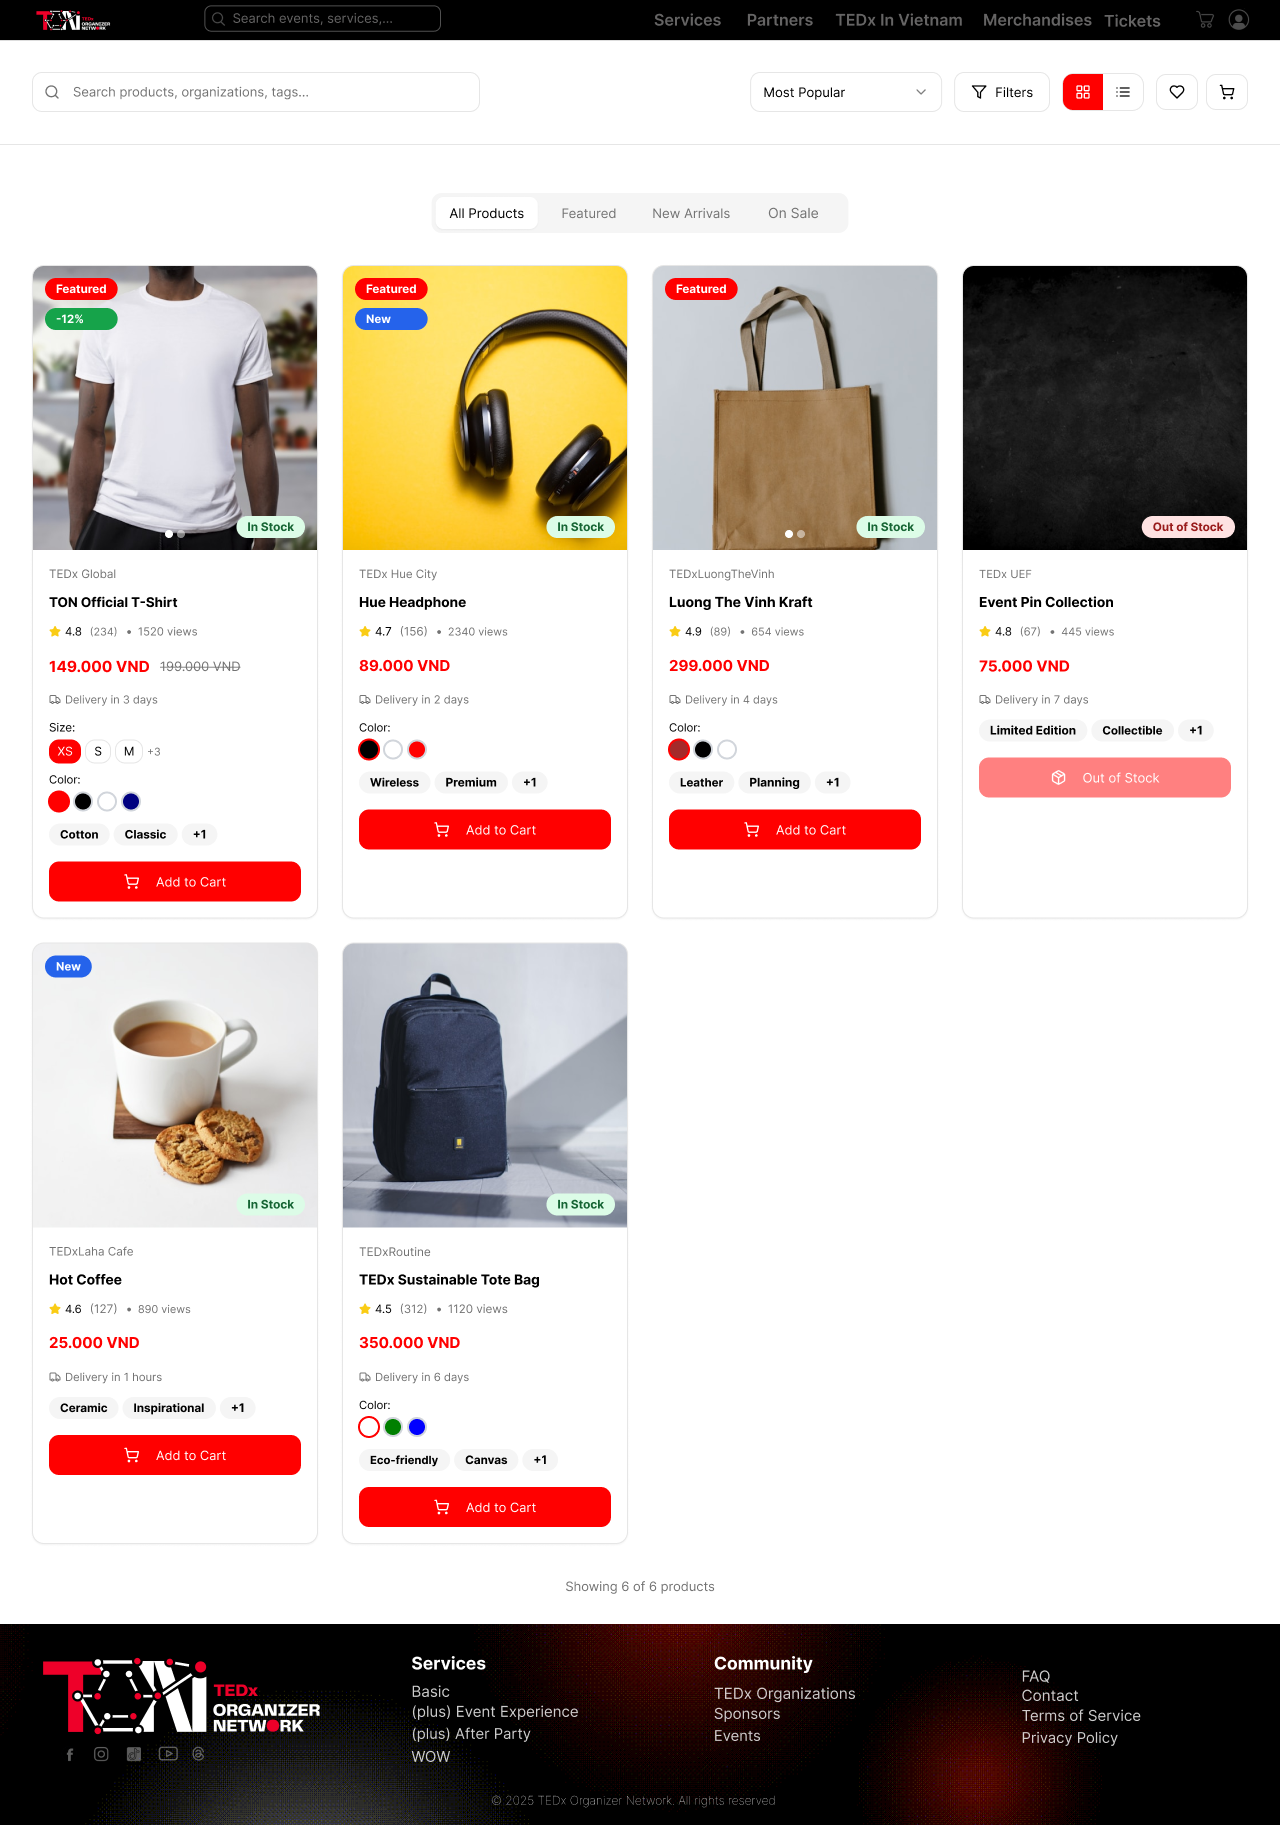 TEDx
ORGANIZER
NETWORK
Search events, services,...
Services
Partners
TEDx In Vietnam
Merchandises
Tickets
Search products, organizations, tags...
Most Popular
Filters
All Products
Featured
New Arrivals
On Sale
Featured
-12%
In Stock
TEDx Global
TON Official T-Shirt
4.8 (234) • 1520 views
149.000 VND 199.000 VND
Delivery in 3 days
Size:
XS S M +3
Color:
Cotton Classic +1
Add to Cart
Featured
New
In Stock
TEDx Hue City
Hue Headphone
4.7 (156) • 2340 views
89.000 VND
Delivery in 2 days
Color:
Wireless Premium +1
Add to Cart
Featured
In Stock
TEDxLuongTheVinh
Luong The Vinh Kraft
4.9 (89) • 654 views
299.000 VND
Delivery in 4 days
Color:
Leather Planning +1
Add to Cart
Out of Stock
TEDx UEF
Event Pin Collection
4.8 (67) • 445 views
75.000 VND
Delivery in 7 days
Limited Edition Collectible +1
Out of Stock
New
In Stock
TEDxLaha Cafe
Hot Coffee
4.6 (127) • 890 views
25.000 VND
Delivery in 1 hours
Ceramic Inspirational +1
Add to Cart
In Stock
TEDxRoutine
TEDx Sustainable Tote Bag
4.5 (312) • 1120 views
350.000 VND
Delivery in 6 days
Color:
Eco-friendly Canvas +1
Add to Cart
Showing 6 of 6 products
TON
TEDx
ORGANIZER
NETWORK
Services
Basic
(plus) Event Experience
(plus) After Party
WOW
Community
TEDx Organizations
Sponsors
Events
FAQ
Contact
Terms of Service
Privacy Policy
© 2025 TEDx Organizer Network. All rights reserved